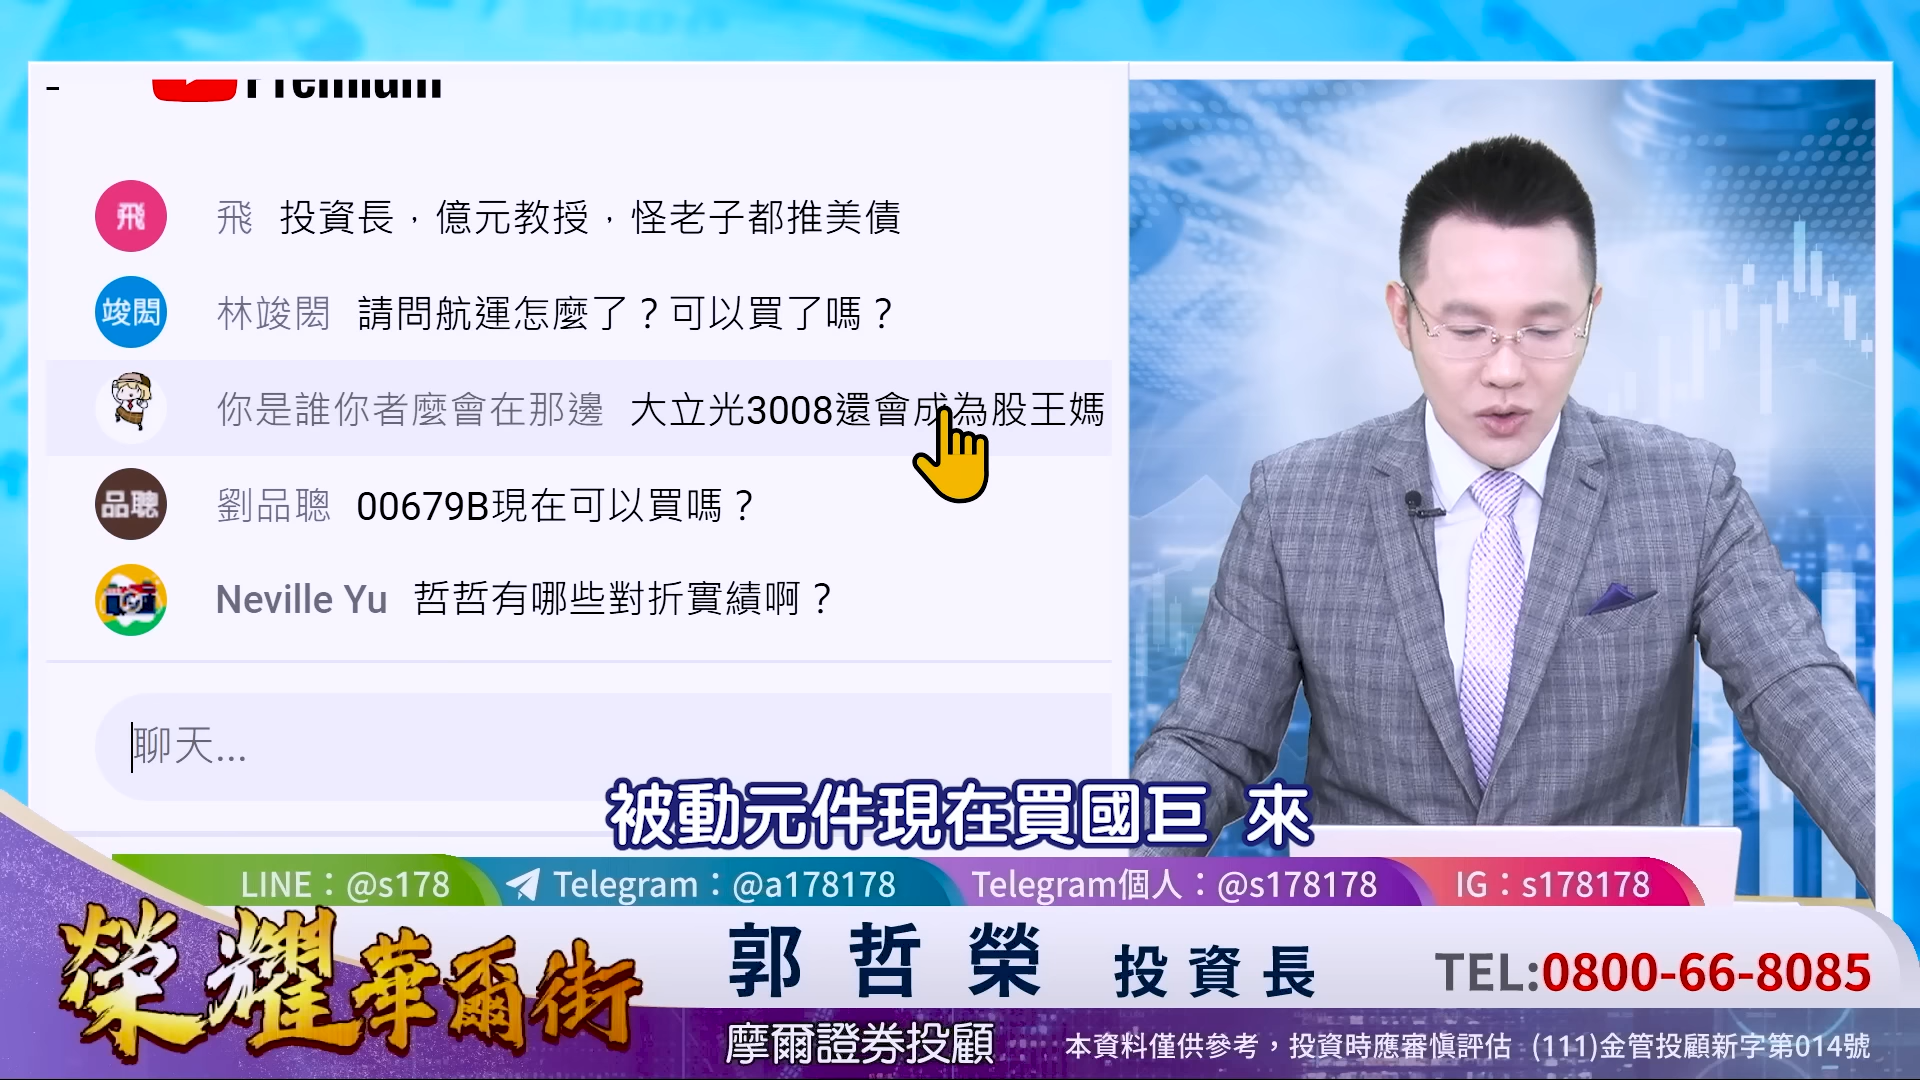 Premium
飛 飛 投資長，億元教授，怪老子都推美債
竣閎 林竣閎 請問航運怎麼了？可以買了嗎？
你是誰你者麼會在那邊 大立光3008還會成為股王媽
品聰 劉品聰 00679B現在可以買嗎？
Neville Yu 哲哲有哪些對折實績啊？
聊天...
被動元件現在買國巨 來
LINE：@s178 Telegram：@a178178 Telegram個人：@s178178 IG：s178178
榮耀華爾街
郭哲榮 投資長 TEL:0800-66-8085
摩爾證券投顧 本資料僅供參考，投資時應審慎評估 (111)金管投顧新字第014號